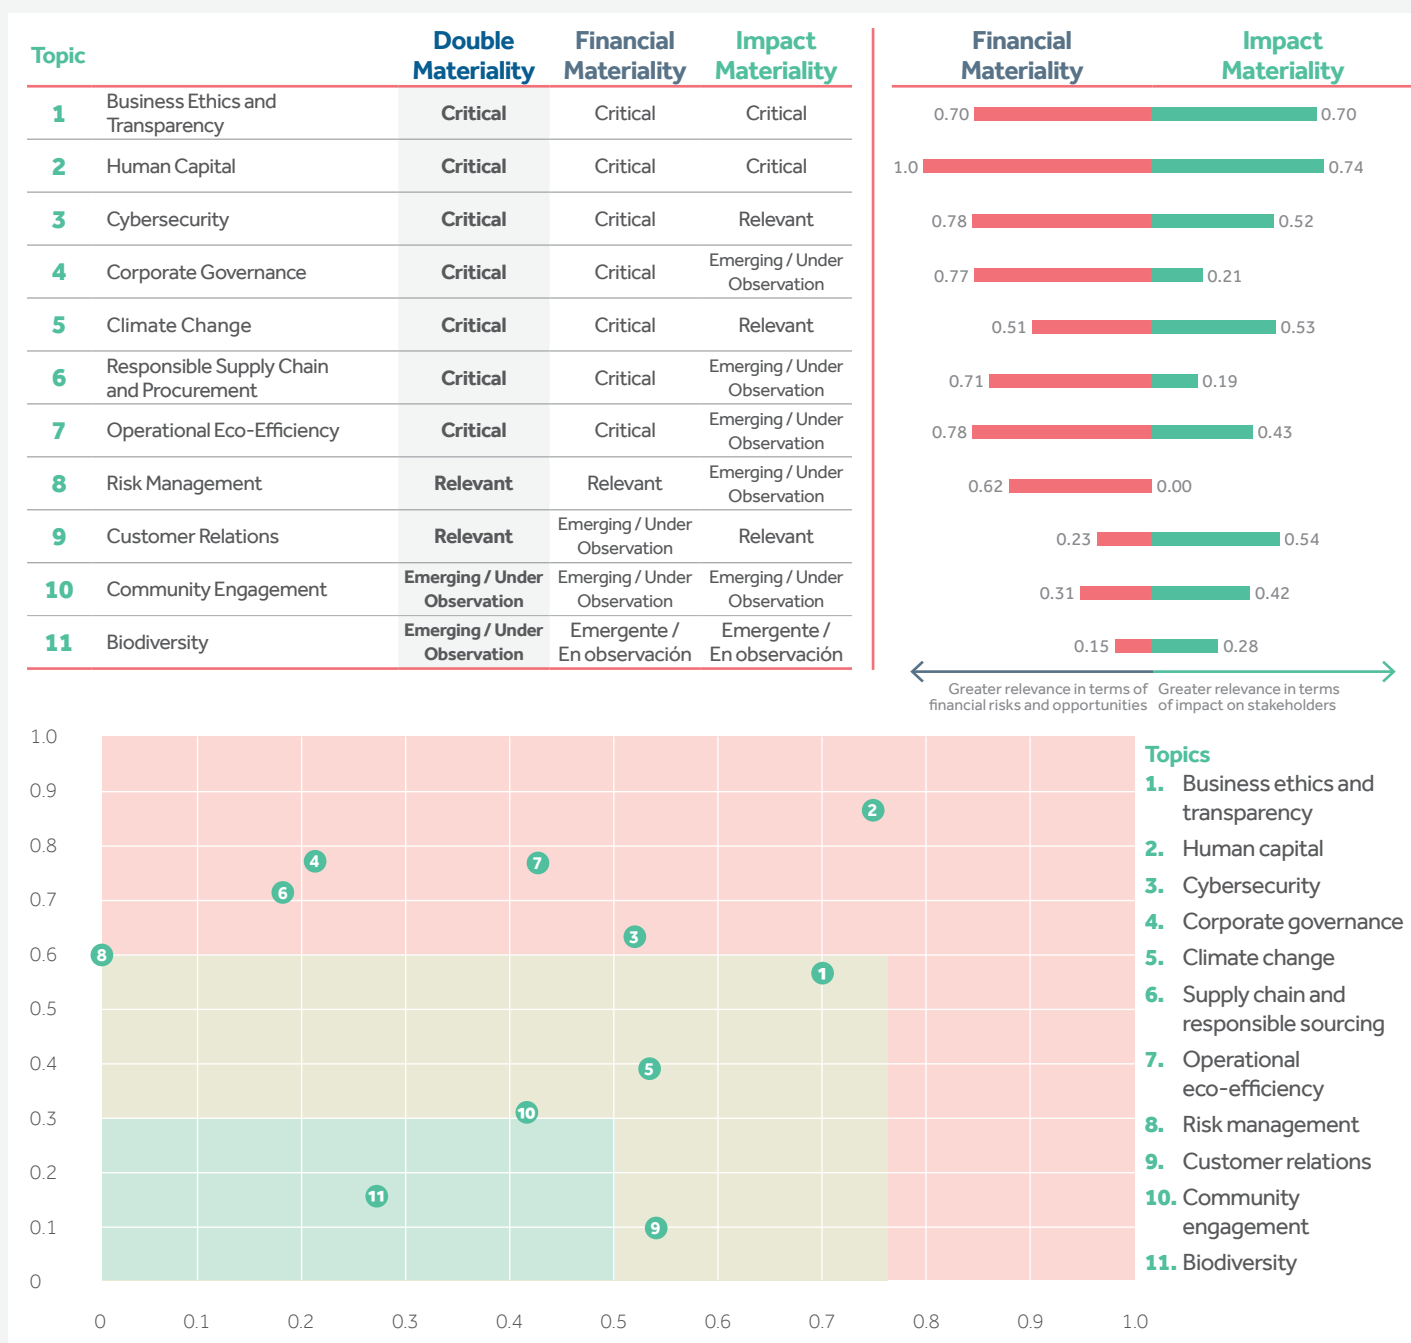 Topic
Double
Materiality
Financial
Materiality
Impact
Materiality
Financial
Materiality
Impact
Materiality
1
Business Ethics and
Transparency
Critical
Critical
Critical
0.70
0.70
2
Human Capital
Critical
Critical
Critical
1.0
0.74
3
Cybersecurity
Critical
Critical
Relevant
0.78
0.52
4
Corporate Governance
Critical
Critical
Emerging / Under
Observation
0.77
0.21
5
Climate Change
Critical
Critical
Relevant
0.51
0.53
6
Responsible Supply Chain
and Procurement
Critical
Critical
Emerging / Under
Observation
0.71
0.19
7
Operational Eco-Efficiency
Critical
Critical
Emerging / Under
Observation
0.78
0.43
8
Risk Management
Relevant
Relevant
Emerging / Under
Observation
0.62
0.00
9
Customer Relations
Relevant
Emerging / Under
Observation
Relevant
0.23
0.54
10
Community Engagement
Emerging / Under
Observation
Emerging / Under
Observation
Emerging / Under
Observation
0.31
0.42
11
Biodiversity
Emerging / Under
Observation
Emergente /
En observación
Emergente /
En observación
0.15
0.28
Greater relevance in terms of
financial risks and opportunities
Greater relevance in terms
of impact on stakeholders
1.0
0.9
0.8
0.7
0.6
0.5
0.4
0.3
0.2
0.1
0
2
4
7
6
3
8
1
5
10
11
9
0
0.1
0.2
0.3
0.4
0.5
0.6
0.7
0.8
0.9
1.0
Topics
1. Business ethics and
transparency
2. Human capital
3. Cybersecurity
4. Corporate governance
5. Climate change
6. Supply chain and
responsible sourcing
7. Operational
eco-efficiency
8. Risk management
9. Customer relations
10. Community
engagement
11. Biodiversity